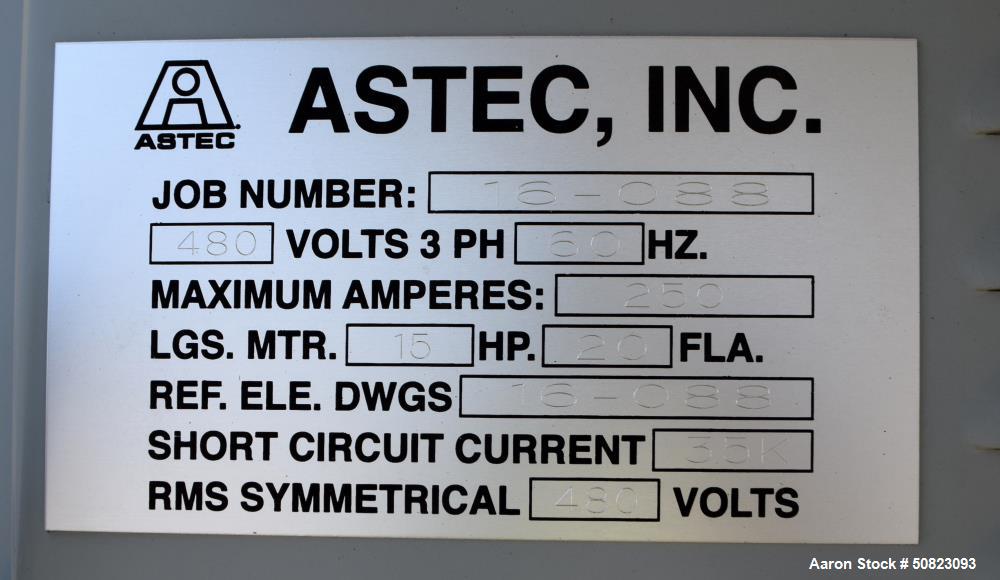 ASTEC
ASTEC, INC.
JOB NUMBER: 16-088
480 VOLTS 3 PH 60 HZ.
MAXIMUM AMPERES: 250
LGS. MTR. 15 HP. 20 FLA.
REF. ELE. DWGS 16-088
SHORT CIRCUIT CURRENT 35K
RMS SYMMETRICAL 480 VOLTS
Aaron Stock # 50823093